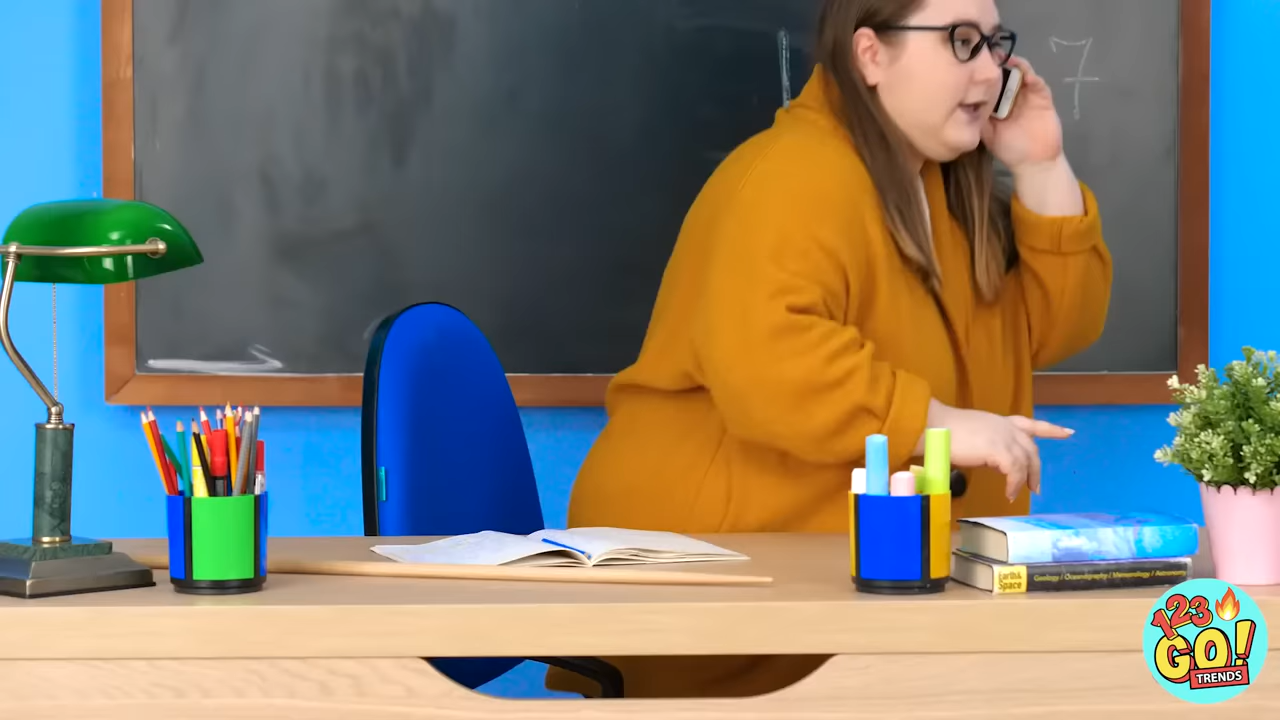 7
Earth &
Space
Geology / Oceanography / Meteorology / Astronomy
123
GO!
TRENDS